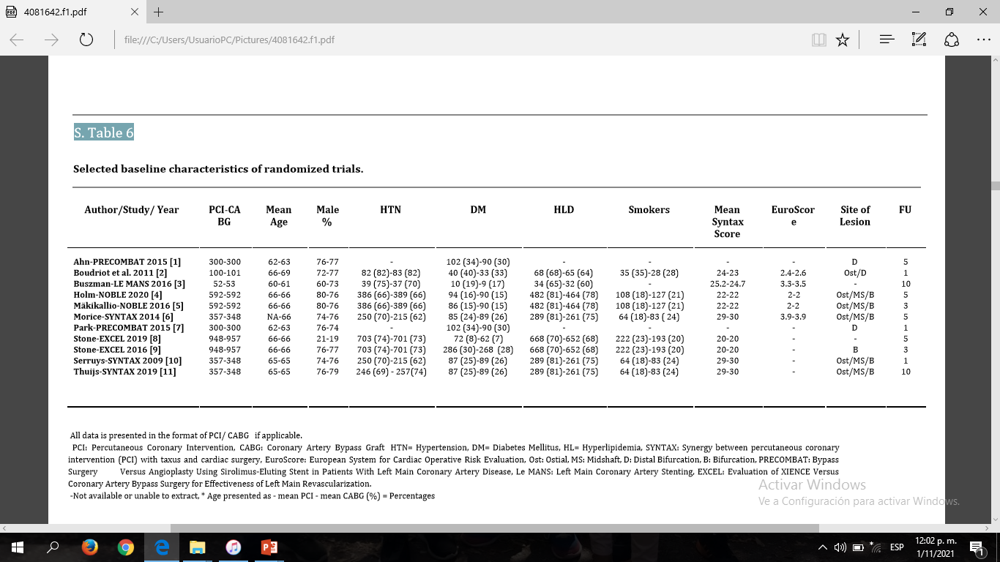 4081642.f1.pdf
file:///C:/Users/UsuarioPC/Pictures/4081642.f1.pdf
S. Table 6
Selected baseline characteristics of randomized trials.
Author/Study/ Year PCI-CA BG Mean Age Male % HTN DM HLD Smokers Mean Syntax Score EuroScor e Site of Lesion FU
Ahn-PRECOMBAT 2015 [1] 300-300 62-63 76-77 - 102 (34)-90 (30) - - - - D 5
Boudriot et al. 2011 [2] 100-101 66-69 72-77 82 (82)-83 (82) 40 (40)-33 (33) 68 (68)-65 (64) 35 (35)-28 (28) 24-23 2.4-2.6 Ost/D 1
Buszman-LE MANS 2016 [3] 52-53 60-61 60-73 39 (75)-37 (70) 10 (19)-9 (17) 34 (65)-32 (60) - 25.2-24.7 3.3-3.5 - 10
Holm-NOBLE 2020 [4] 592-592 66-66 80-76 386 (66)-389 (66) 94 (16)-90 (15) 482 (81)-464 (78) 108 (18)-127 (21) 22-22 2-2 Ost/MS/B 5
Mäkikallio-NOBLE 2016 [5] 592-592 66-66 80-76 386 (66)-389 (66) 86 (15)-90 (15) 482 (81)-464 (78) 108 (18)-127 (21) 22-22 2-2 Ost/MS/B 3
Morice-SYNTAX 2014 [6] 357-348 NA-66 74-76 250 (70)-215 (62) 85 (24)-89 (26) 289 (81)-261 (75) 64 (18)-83 ( 24) 29-30 3.9-3.9 Ost/MS/B 5
Park-PRECOMBAT 2015 [7] 300-300 62-63 76-74 - 102 (34)-90 (30) - - - - D 1
Stone-EXCEL 2019 [8] 948-957 66-66 21-19 703 (74)-701 (73) 72 (8)-62 (7) 668 (70)-652 (68) 222 (23)-193 (20) 20-20 - - 5
Stone-EXCEL 2016 [9] 948-957 66-66 76-77 703 (74)-701 (73) 286 (30)-268 (28) 668 (70)-652 (68) 222 (23)-193 (20) 20-20 - B 3
Serruys-SYNTAX 2009 [10] 357-348 65-65 74-76 250 (70)-215 (62) 87 (25)-89 (26) 289 (81)-261 (75) 64 (18)-83 (24) 29-30 - Ost/MS/B 1
Thuijs-SYNTAX 2019 [11] 357-348 65-65 76-79 246 (69) - 257(74) 87 (25)-89 (26) 289 (81)-261 (75) 64 (18)-83 (24) 29-30 - Ost/MS/B 10
All data is presented in the format of PCI/ CABG if applicable.
PCI: Percutaneous Coronary Intervention, CABG: Coronary Artery Bypass Graft HTN= Hypertension, DM= Diabetes Mellitus, HL= Hyperlipidemia, SYNTAX: Synergy between percutaneous coronary
intervention (PCI) with taxus and cardiac surgery, EuroScore: European System for Cardiac Operative Risk Evaluation, Ost: Ostial, MS: Midshaft, D: Distal Bifurcation, B: Bifurcation, PRECOMBAT: Bypass
Surgery Versus Angioplasty Using Sirolimus-Eluting Stent in Patients With Left Main Coronary Artery Disease, Le MANS: Left Main Coronary Artery Stenting, EXCEL: Evaluation of XIENCE Versus
Coronary Artery Bypass Surgery for Effectiveness of Left Main Revascularization.
-Not available or unable to extract, * Age presented as - mean PCI - mean CABG (%) = Percentages
Activar Windows
Ve a Configuración para activar Windows.
ESP
12:02 p. m.
1/11/2021
1